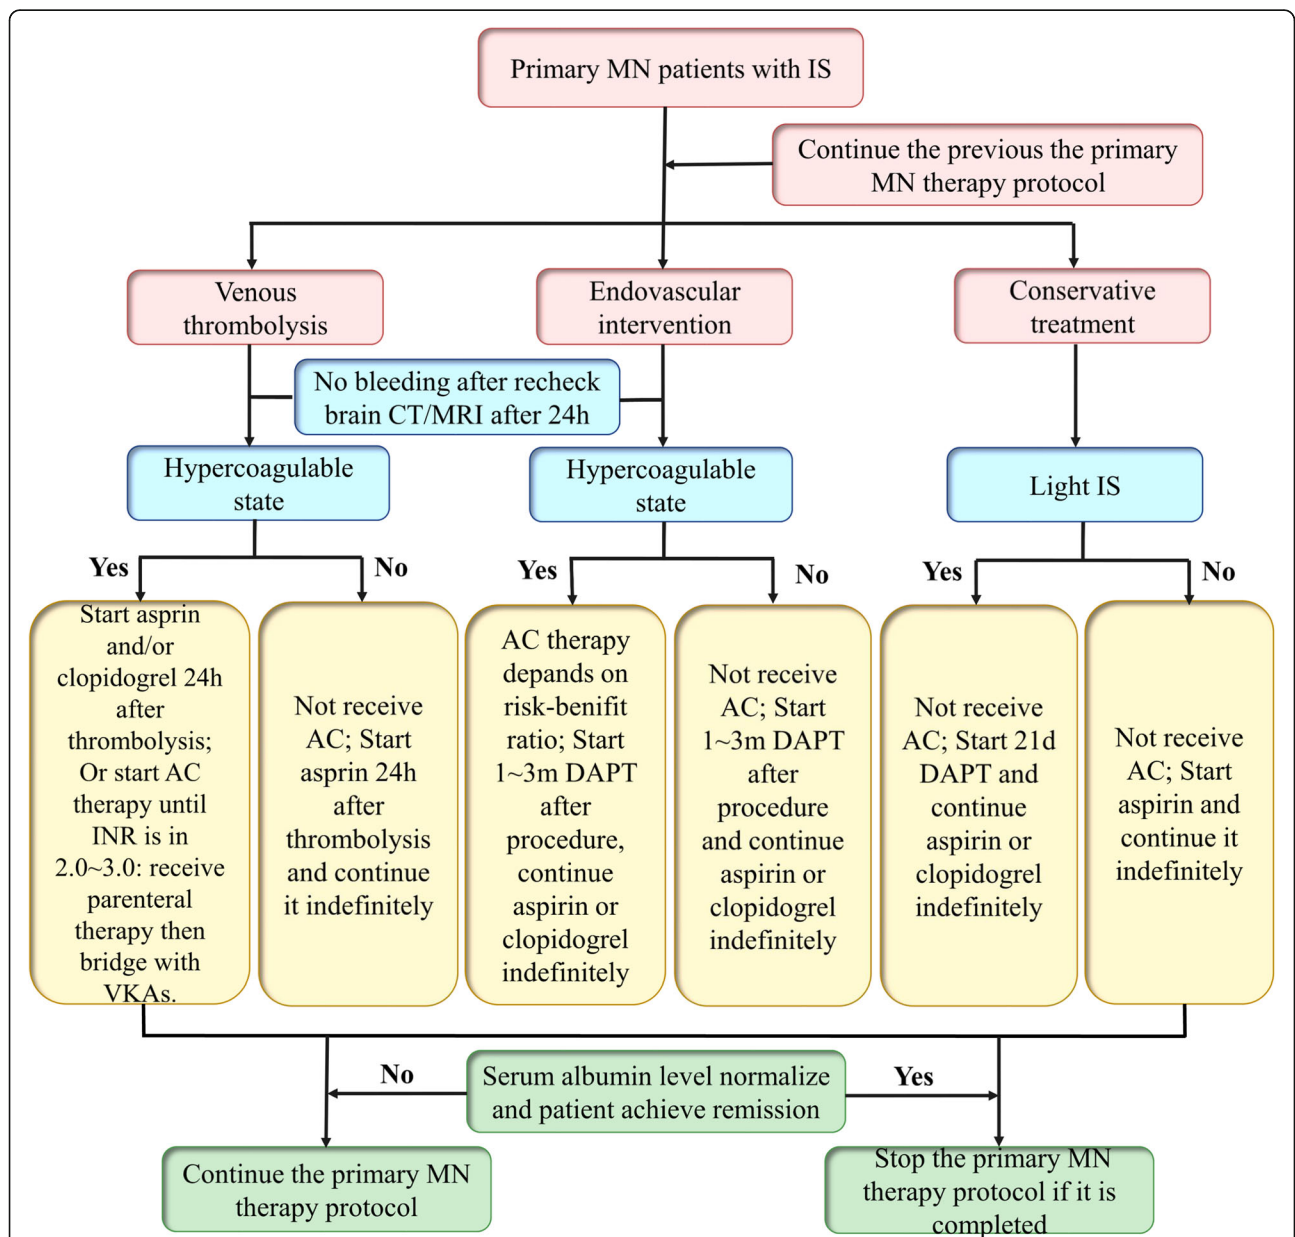 Primary MN patients with IS
Continue the previous the primary
MN therapy protocol
Venous
thrombolysis
Endovascular
intervention
Conservative
treatment
No bleeding after recheck
brain CT/MRI after 24h
Hypercoagulable
state
Hypercoagulable
state
Light IS
Yes
No
Yes
No
Yes
No
Start asprin
and/or
clopidogrel 24h
after
thrombolysis;
Or start AC
therapy until
INR is in
2.0~3.0: receive
parenteral
therapy then
bridge with
VKAs.
Not receive
AC; Start
asprin 24h
after
thrombolysis
and continue
it indefinitely
AC therapy
depands on
risk-benifit
ratio; Start
1~3m DAPT
after
procedure,
continue
aspirin or
clopidogrel
indefinitely
Not receive
AC; Start
1~3m DAPT
after
procedure
and continue
aspirin or
clopidogrel
indefinitely
Not receive
AC; Start 21d
DAPT and
continue
aspirin or
clopidogrel
indefinitely
Not receive
AC; Start
aspirin and
continue it
indefinitely
No
Serum albumin level normalize
and patient achieve remission
Yes
Continue the primary MN
therapy protocol
Stop the primary MN
therapy protocol if it is
completed